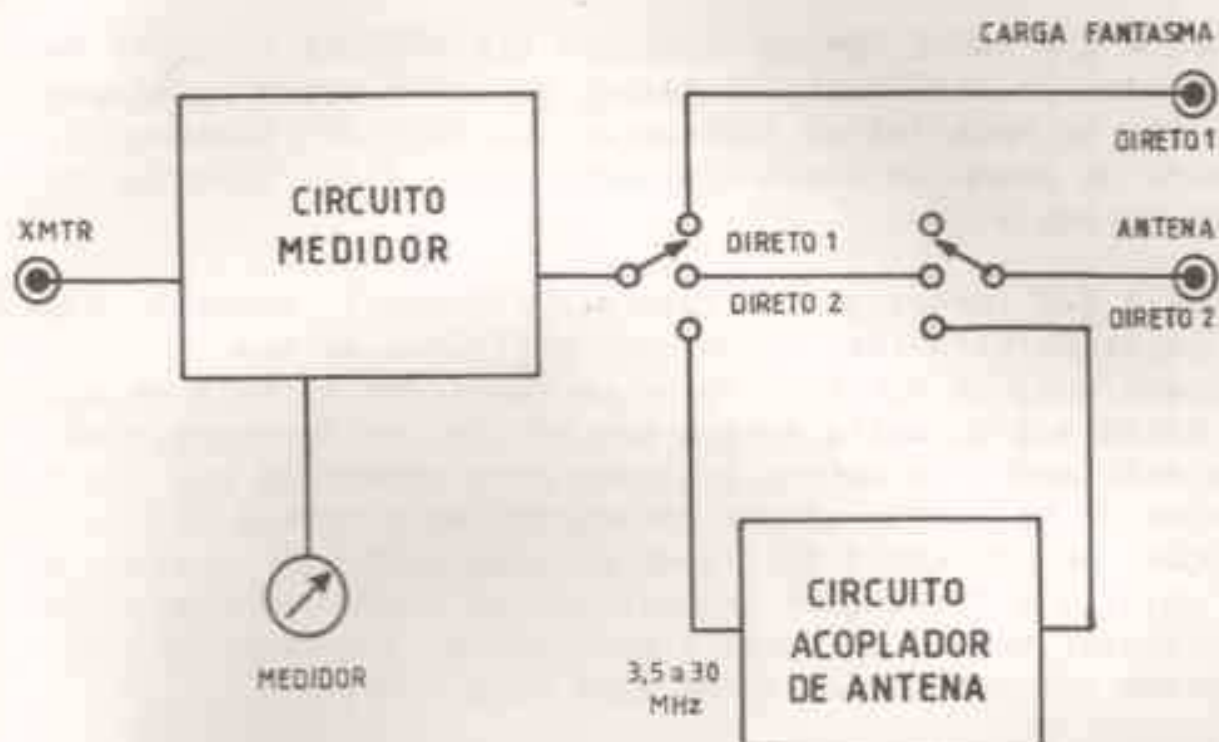 CARGA FANTASMA
DIRETO 1
XMTR
CIRCUITO
MEDIDOR
DIRETO 1
DIRETO 2
ANTENA
DIRETO 2
MEDIDOR
3,5 a 30
MHz
CIRCUITO
ACOPLADOR
DE ANTENA